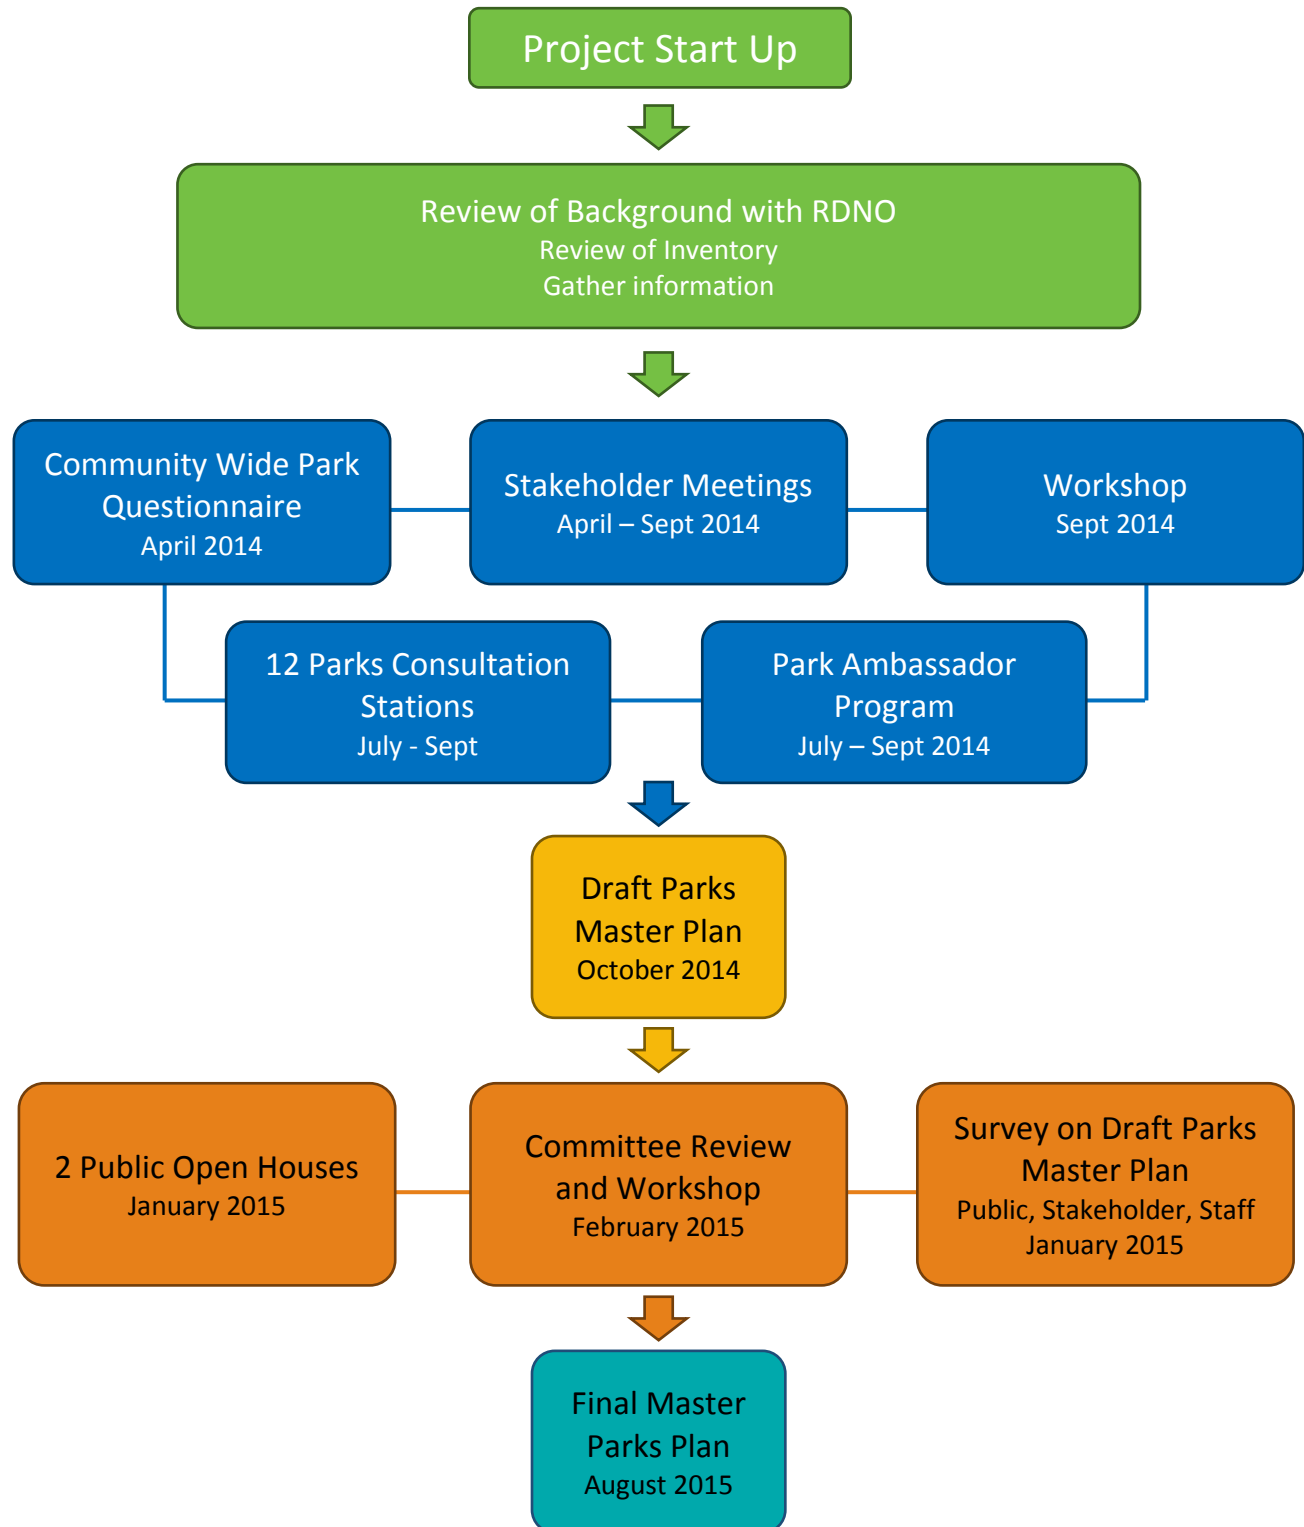 Project Start Up
Review of Background with RDNO
Review of Inventory
Gather information
Community Wide Park
Questionnaire
April 2014
Stakeholder Meetings
April – Sept 2014
Workshop
Sept 2014
12 Parks Consultation
Stations
July - Sept
Park Ambassador
Program
July – Sept 2014
Draft Parks
Master Plan
October 2014
2 Public Open Houses
January 2015
Committee Review
and Workshop
February 2015
Survey on Draft Parks
Master Plan
Public, Stakeholder, Staff
January 2015
Final Master
Parks Plan
August 2015